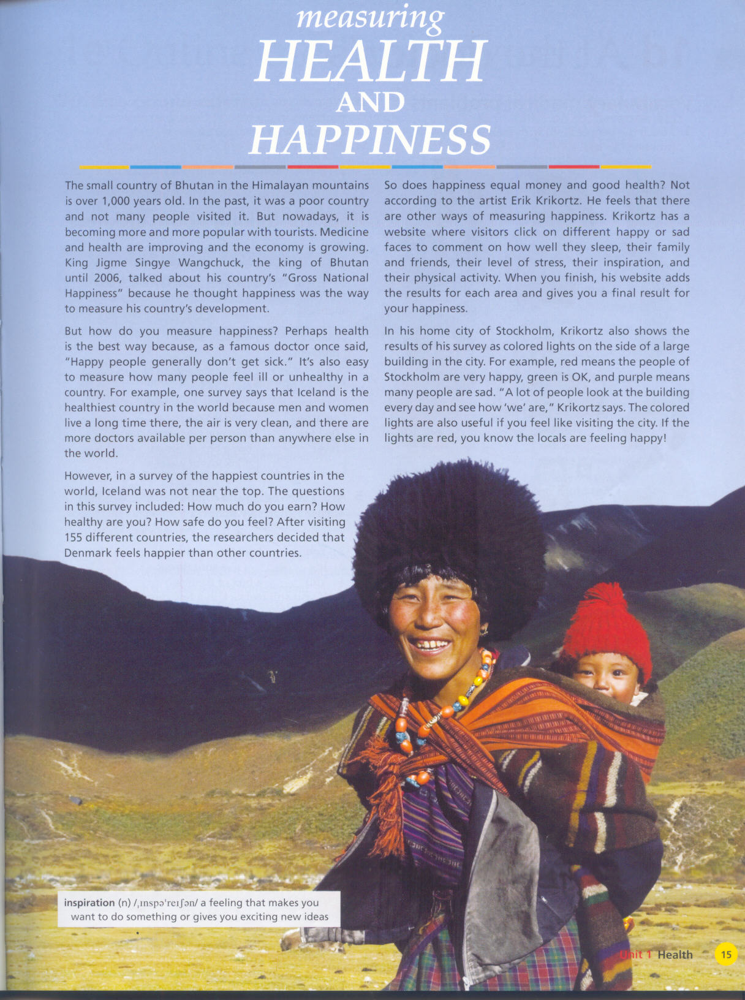 measuring
HEALTH
AND
HAPPINESS
The small country of Bhutan in the Himalayan mountains
is over 1,000 years old. In the past, it was a poor country
and not many people visited it. But nowadays, it is
becoming more and more popular with tourists. Medicine
and health are improving and the economy is growing.
King Jigme Singye Wangchuck, the king of Bhutan
until 2006, talked about his country's “Gross National
Happiness” because he thought happiness was the way
to measure his country's development.
But how do you measure happiness? Perhaps health
is the best way because, as a famous doctor once said,
“Happy people generally don't get sick.” It's also easy
to measure how many people feel ill or unhealthy in a
country. For example, one survey says that Iceland is the
healthiest country in the world because men and women
live a long time there, the air is very clean, and there are
more doctors available per person than anywhere else in
the world.
However, in a survey of the happiest countries in the
world, Iceland was not near the top. The questions
in this survey included: How much do you earn? How
healthy are you? How safe do you feel? After visiting
155 different countries, the researchers decided that
Denmark feels happier than other countries.
So does happiness equal money and good health? Not
according to the artist Erik Krikortz. He feels that there
are other ways of measuring happiness. Krikortz has a
website where visitors click on different happy or sad
faces to comment on how well they sleep, their family
and friends, their level of stress, their inspiration, and
their physical activity. When you finish, his website adds
the results for each area and gives you a final result for
your happiness.
In his home city of Stockholm, Krikortz also shows the
results of his survey as colored lights on the side of a large
building in the city. For example, red means the people of
Stockholm are very happy, green is OK, and purple means
many people are sad. “A lot of people look at the building
every day and see how ‘we’ are,” Krikortz says. The colored
lights are also useful if you feel like visiting the city. If the
lights are red, you know the locals are feeling happy!
inspiration (n) /ˌɪnspəˈreɪʃən/ a feeling that makes you
want to do something or gives you exciting new ideas
Unit 1 Health 15